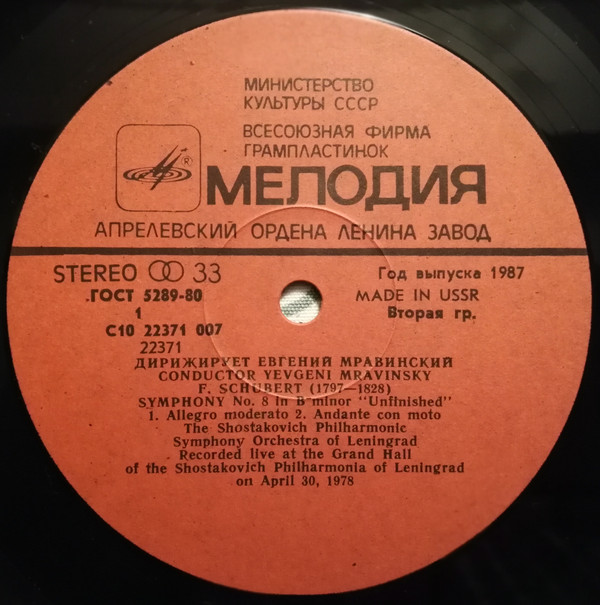 МИНИСТЕРСТВО
КУЛЬТУРЫ СССР
ВСЕСОЮЗНАЯ ФИРМА
ГРАМПЛАСТИНОК
®
МЕЛОДИЯ
АПРЕЛЕВСКИЙ ОРДЕНА ЛЕНИНА ЗАВОД
STEREO 33
Год выпуска 1987
.ГОСТ 5289-80
MADE IN USSR
1
Вторая гр.
С10 22371 007
22371
ДИРИЖИРУЕТ ЕВГЕНИЙ МРАВИНСКИЙ
CONDUCTOR YEVGENI MRAVINSKY
F. SCHUBERT (1797—1828)
SYMPHONY No. 8 in B minor "Unfinished"
1. Allegro moderato 2. Andante con moto
The Shostakovich Philharmonic
Symphony Orchestra of Leningrad
Recorded live at the Grand Hall
of the Shostakovich Philharmonia of Leningrad
on April 30, 1978